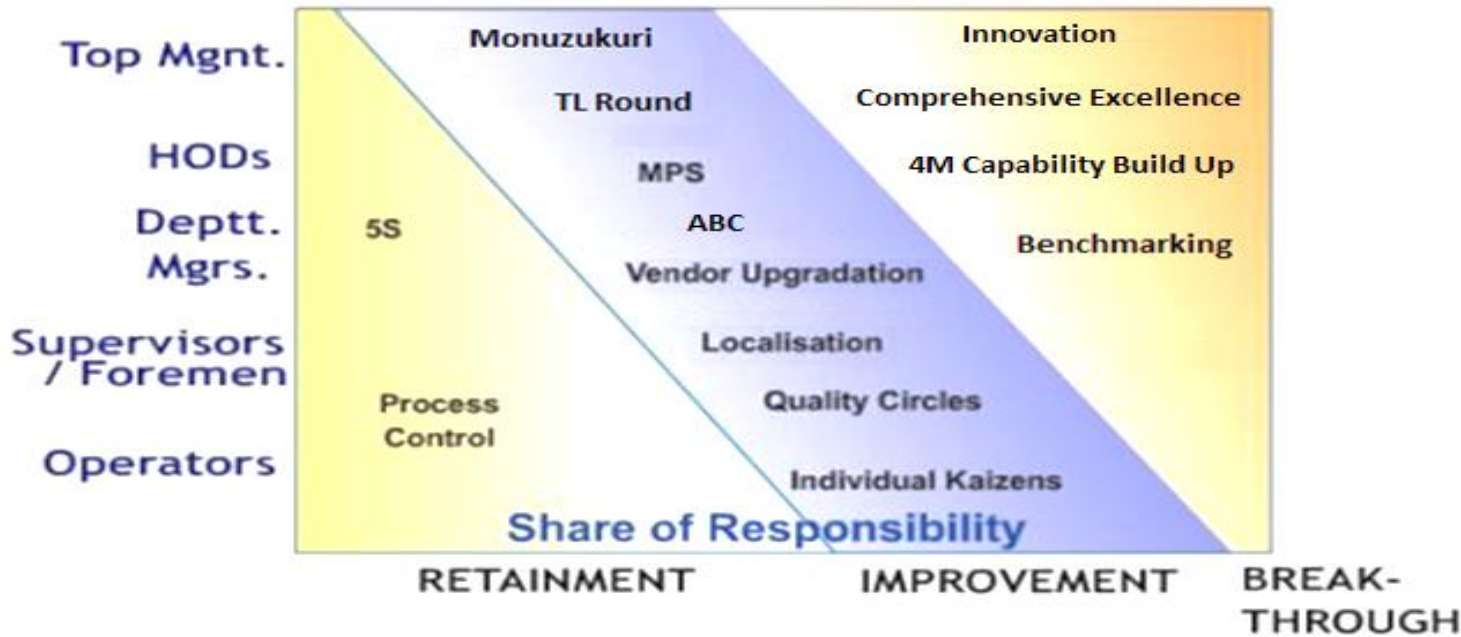 Top Mgnt.
HODs
Deptt.
Mgrs.
Supervisors
/ Foremen
Operators
Monuzukuri
TL Round
MPS
ABC
Vendor Upgradation
Localisation
Quality Circles
Individual Kaizens
5S
Process
Control
Innovation
Comprehensive Excellence
4M Capability Build Up
Benchmarking
Share of Responsibility
RETAINMENT
IMPROVEMENT
BREAK-
THROUGH